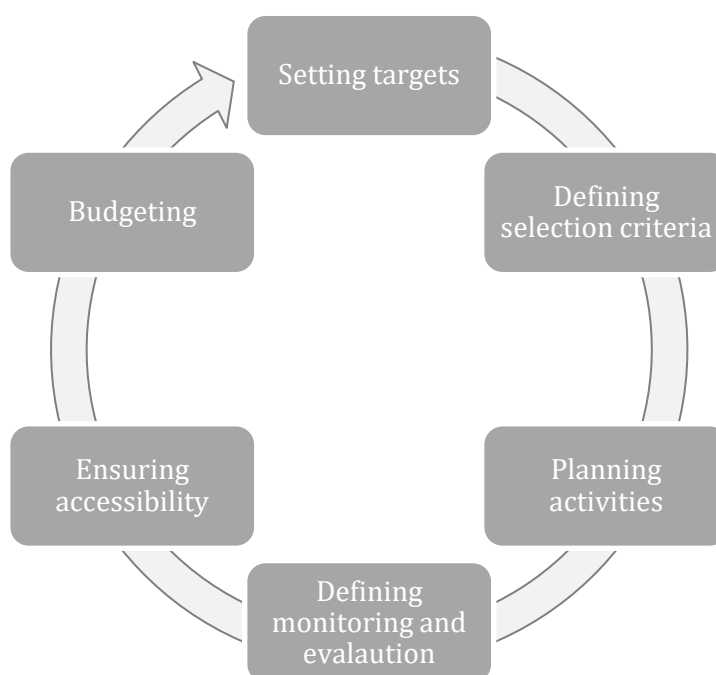 Setting targets
Defining
selection criteria
Planning
activities
Defining
monitoring and
evalaution
Ensuring
accessibility
Budgeting